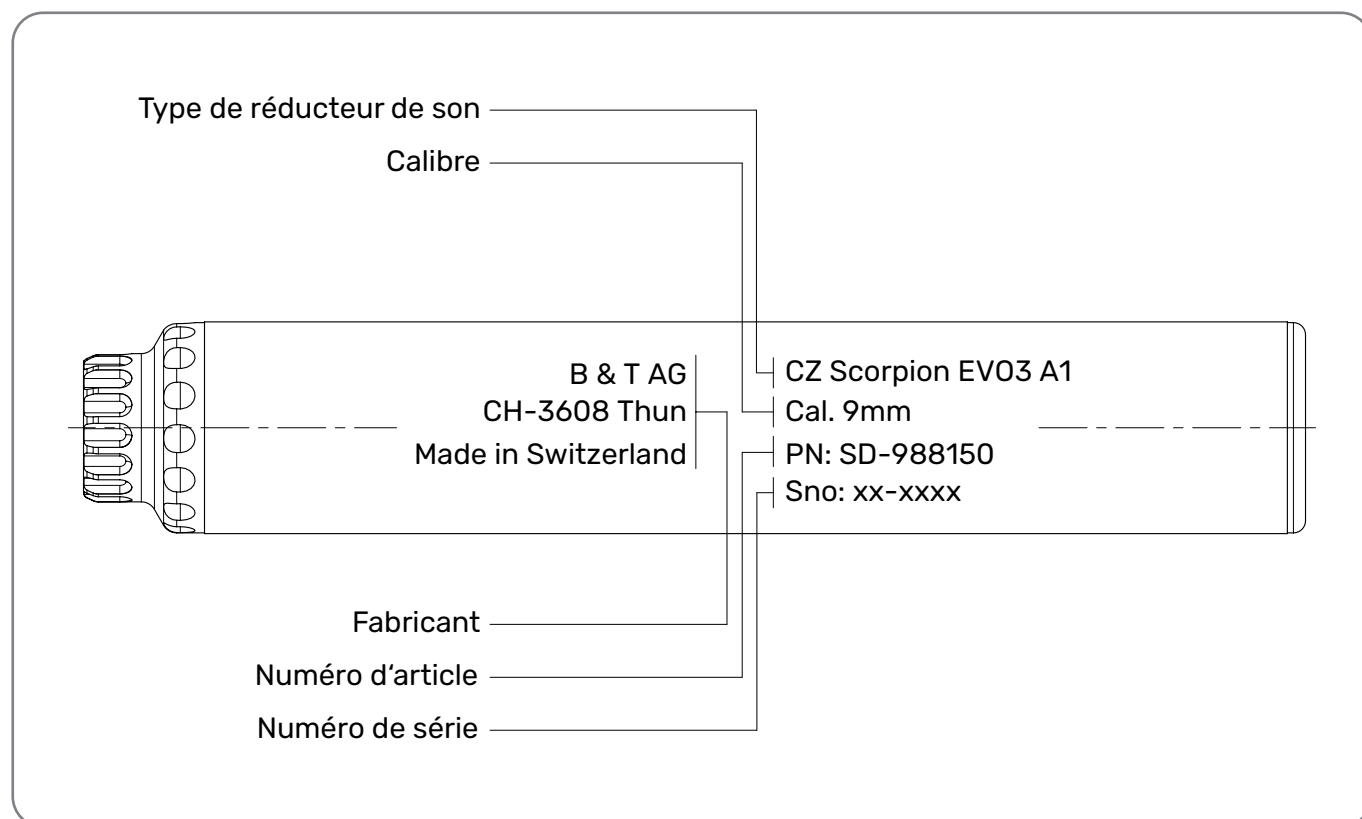 Type de réducteur de son
Calibre
B & T AG
CH-3608 Thun
Made in Switzerland
CZ Scorpion EVO3 A1
Cal. 9mm
PN: SD-988150
Sno: xx-xxxx
Fabricant
Numéro d‘article
Numéro de série